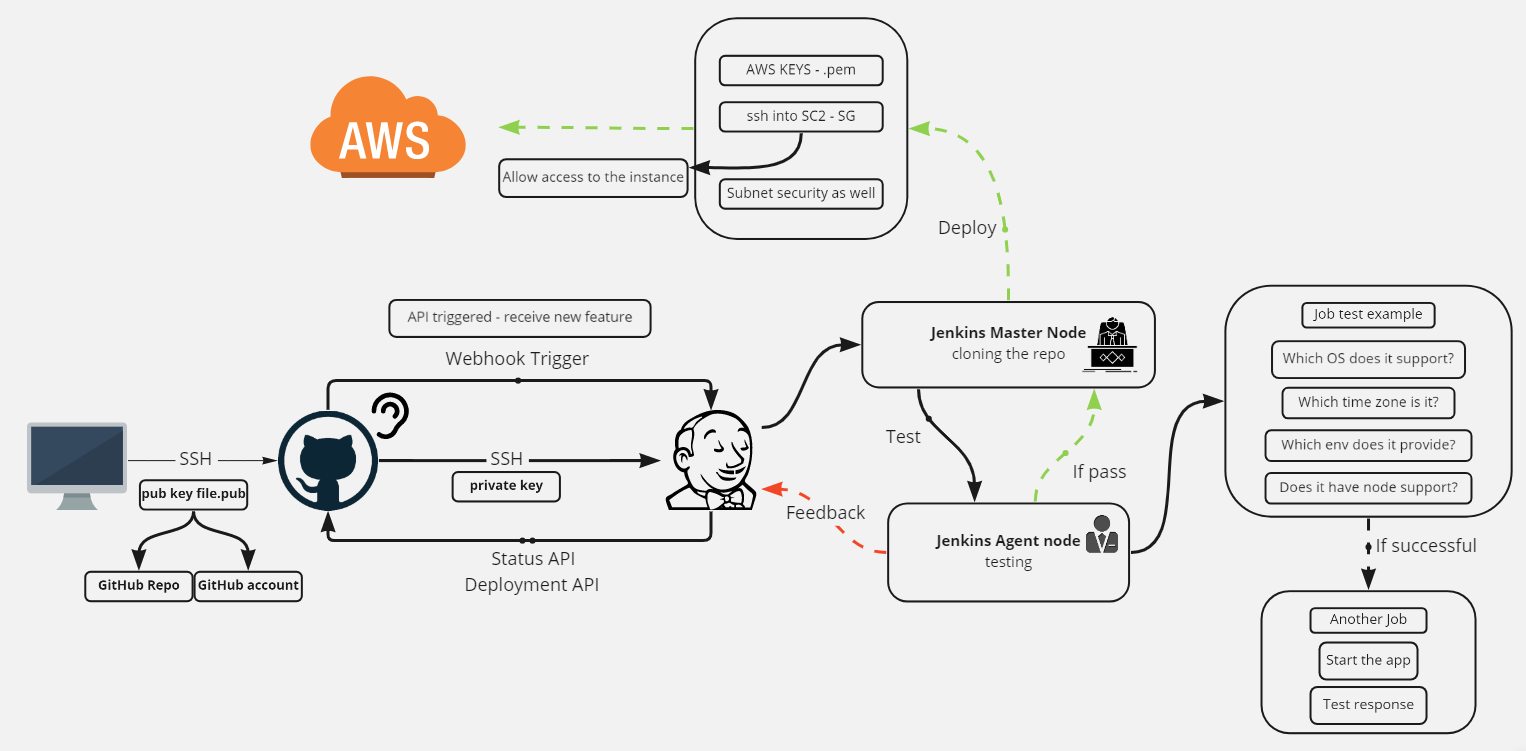 AWS KEYS - .pem
AWS
ssh into SC2 - SG
Allow access to the instance
Subnet security as well
Deploy
API triggered - receive new feature
Webhook Trigger
Jenkins Master Node
cloning the repo
Job test example
Which OS does it support?
Which time zone is it?
Which env does it provide?
Does it have node support?
Test
If pass
SSH
pub key file.pub
GitHub Repo
GitHub account
SSH
private key
Feedback
Status API
Deployment API
Jenkins Agent node
testing
If successful
Another Job
Start the app
Test response